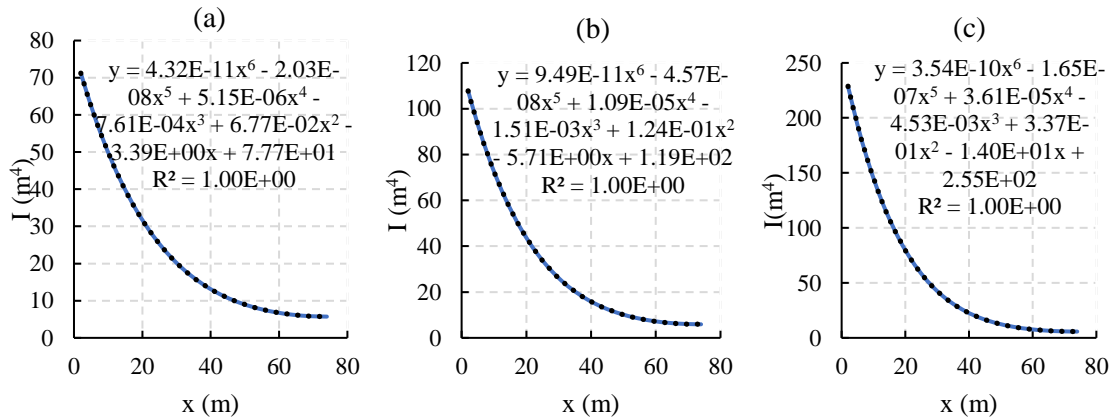 (a)
80
70
60
50
40
30
20
10
0
I (m⁴)
y = 4.32E-11x⁶ - 2.03E-
08x⁵ + 5.15E-06x⁴ -
7.61E-04x³ + 6.77E-02x² -
3.39E+00x + 7.77E+01
R² = 1.00E+00
0 20 40 60 80
x (m)
(b)
120
100
80
60
40
20
0
I (m⁴)
y = 9.49E-11x⁶ - 4.57E-
08x⁵ + 1.09E-05x⁴ -
1.51E-03x³ + 1.24E-01x²
- 5.71E+00x + 1.19E+02
R² = 1.00E+00
0 20 40 60 80
x (m)
(c)
250
200
150
100
50
0
I(m⁴)
y = 3.54E-10x⁶ - 1.65E-
07x⁵ + 3.61E-05x⁴ -
4.53E-03x³ + 3.37E-
01x² - 1.40E+01x +
2.55E+02
R² = 1.00E+00
0 20 40 60 80
x (m)